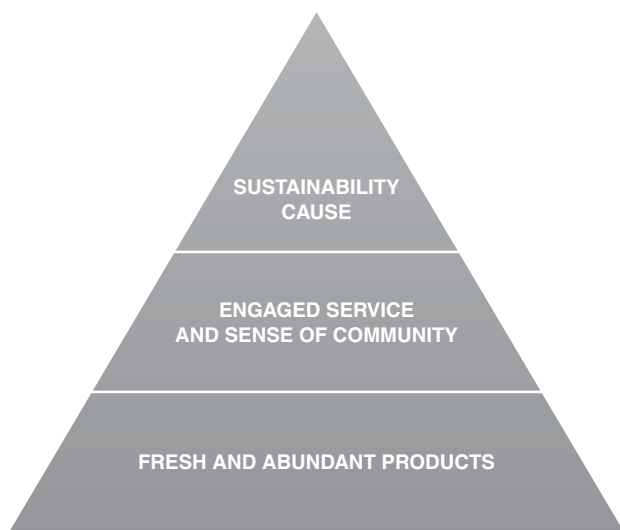 SUSTAINABILITY
CAUSE
ENGAGED SERVICE
AND SENSE OF COMMUNITY
FRESH AND ABUNDANT PRODUCTS